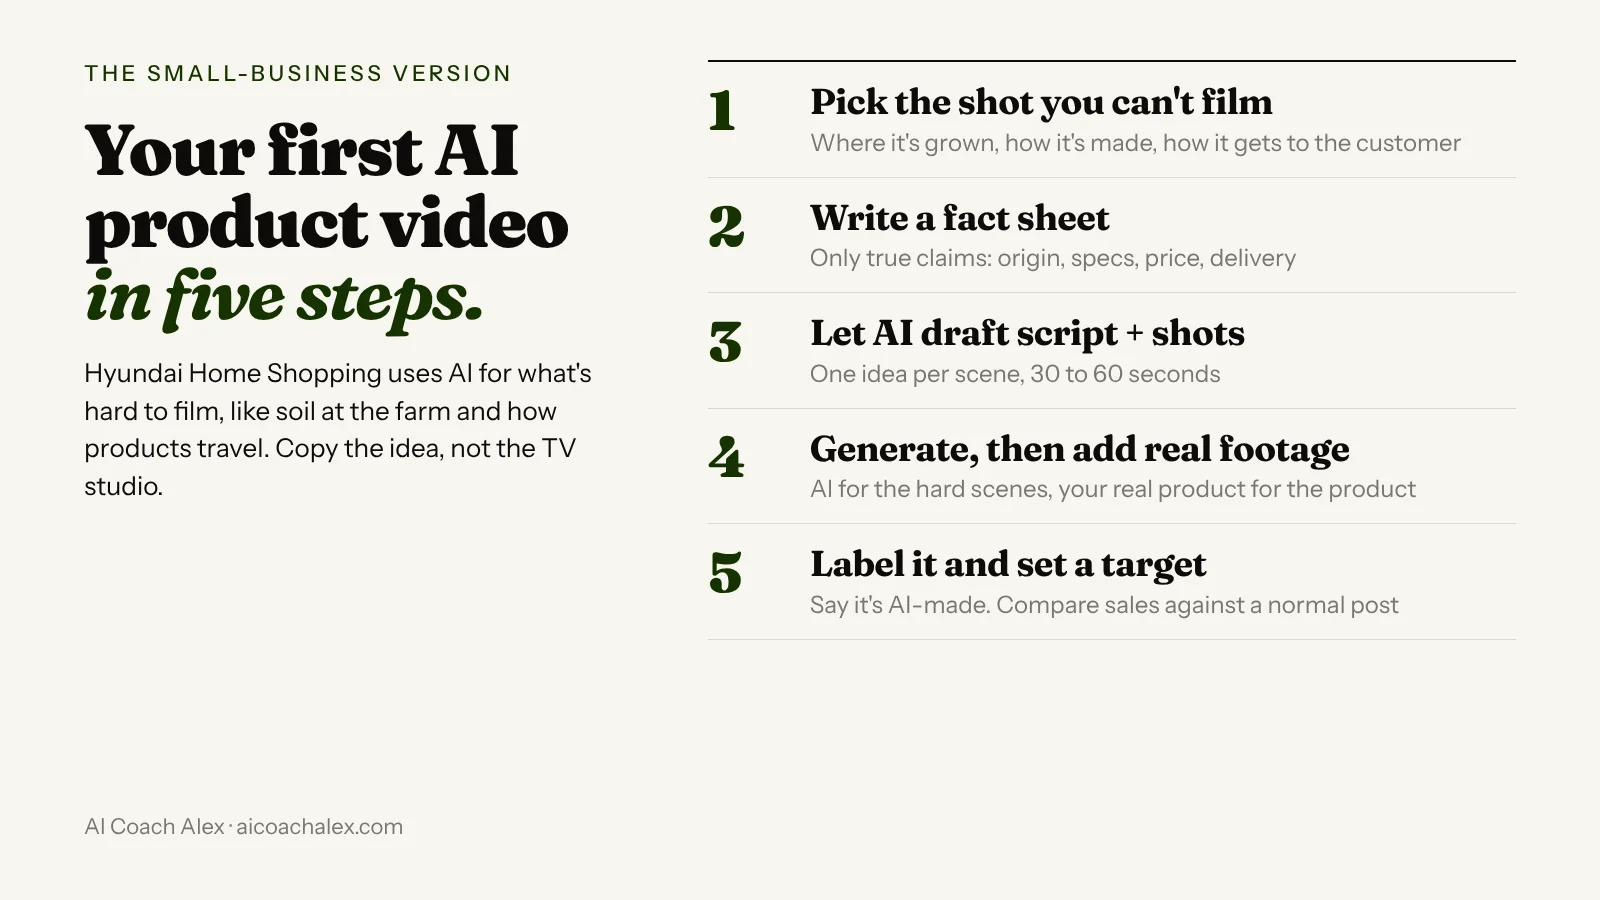 THE SMALL-BUSINESS VERSION
Your first AI
product video
in five steps.
Hyundai Home Shopping uses AI for what's
hard to film, like soil at the farm and how
products travel. Copy the idea, not the TV
studio.
1
Pick the shot you can't film
Where it's grown, how it's made, how it gets to the customer
2
Write a fact sheet
Only true claims: origin, specs, price, delivery
3
Let AI draft script + shots
One idea per scene, 30 to 60 seconds
4
Generate, then add real footage
AI for the hard scenes, your real product for the product
5
Label it and set a target
Say it's AI-made. Compare sales against a normal post
AI Coach Alex · aicoachalex.com